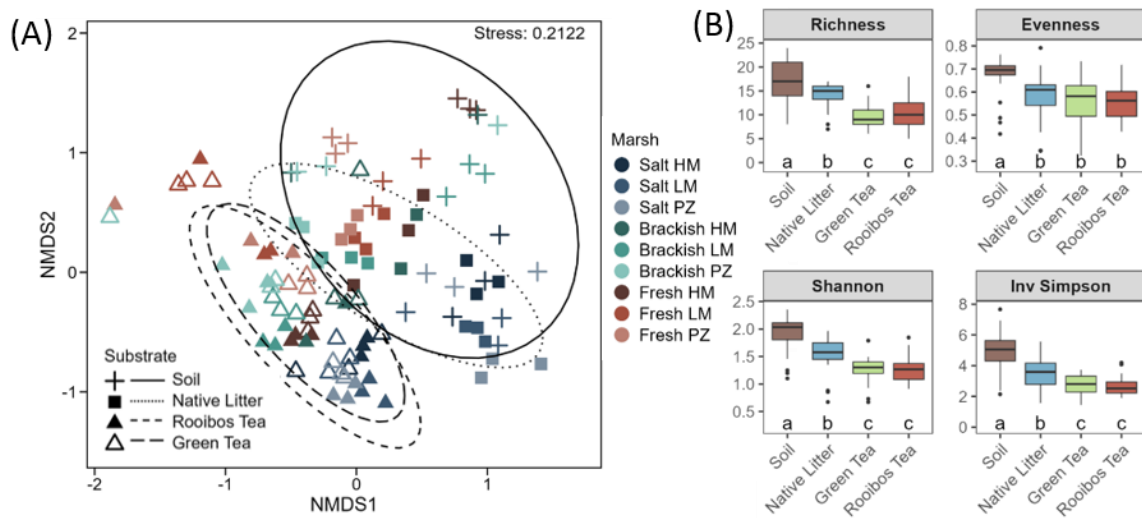 (A)
Stress: 0.2122
NMDS2
2
1
0
-1
-2
-1
0
1
NMDS1
Substrate
Soil
Native Litter
Rooibos Tea
Green Tea
Marsh
Salt HM
Salt LM
Salt PZ
Brackish HM
Brackish LM
Brackish PZ
Fresh HM
Fresh LM
Fresh PZ
(B)
Richness
25
20
15
10
5
0
a b c c
Soil
Native Litter
Green Tea
Rooibos Tea
Evenness
0.8
0.7
0.6
0.5
0.4
0.3
a b b b
Soil
Native Litter
Green Tea
Rooibos Tea
Shannon
2.5
2.0
1.5
1.0
0.5
a b c c
Soil
Native Litter
Green Tea
Rooibos Tea
Inv Simpson
8
6
4
2
0
a b c c
Soil
Native Litter
Green Tea
Rooibos Tea